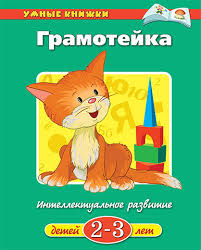 УМНЫЕ КНИЖКИ
Грамотейка
Интеллектуальное развитие
детей 2-3 лет